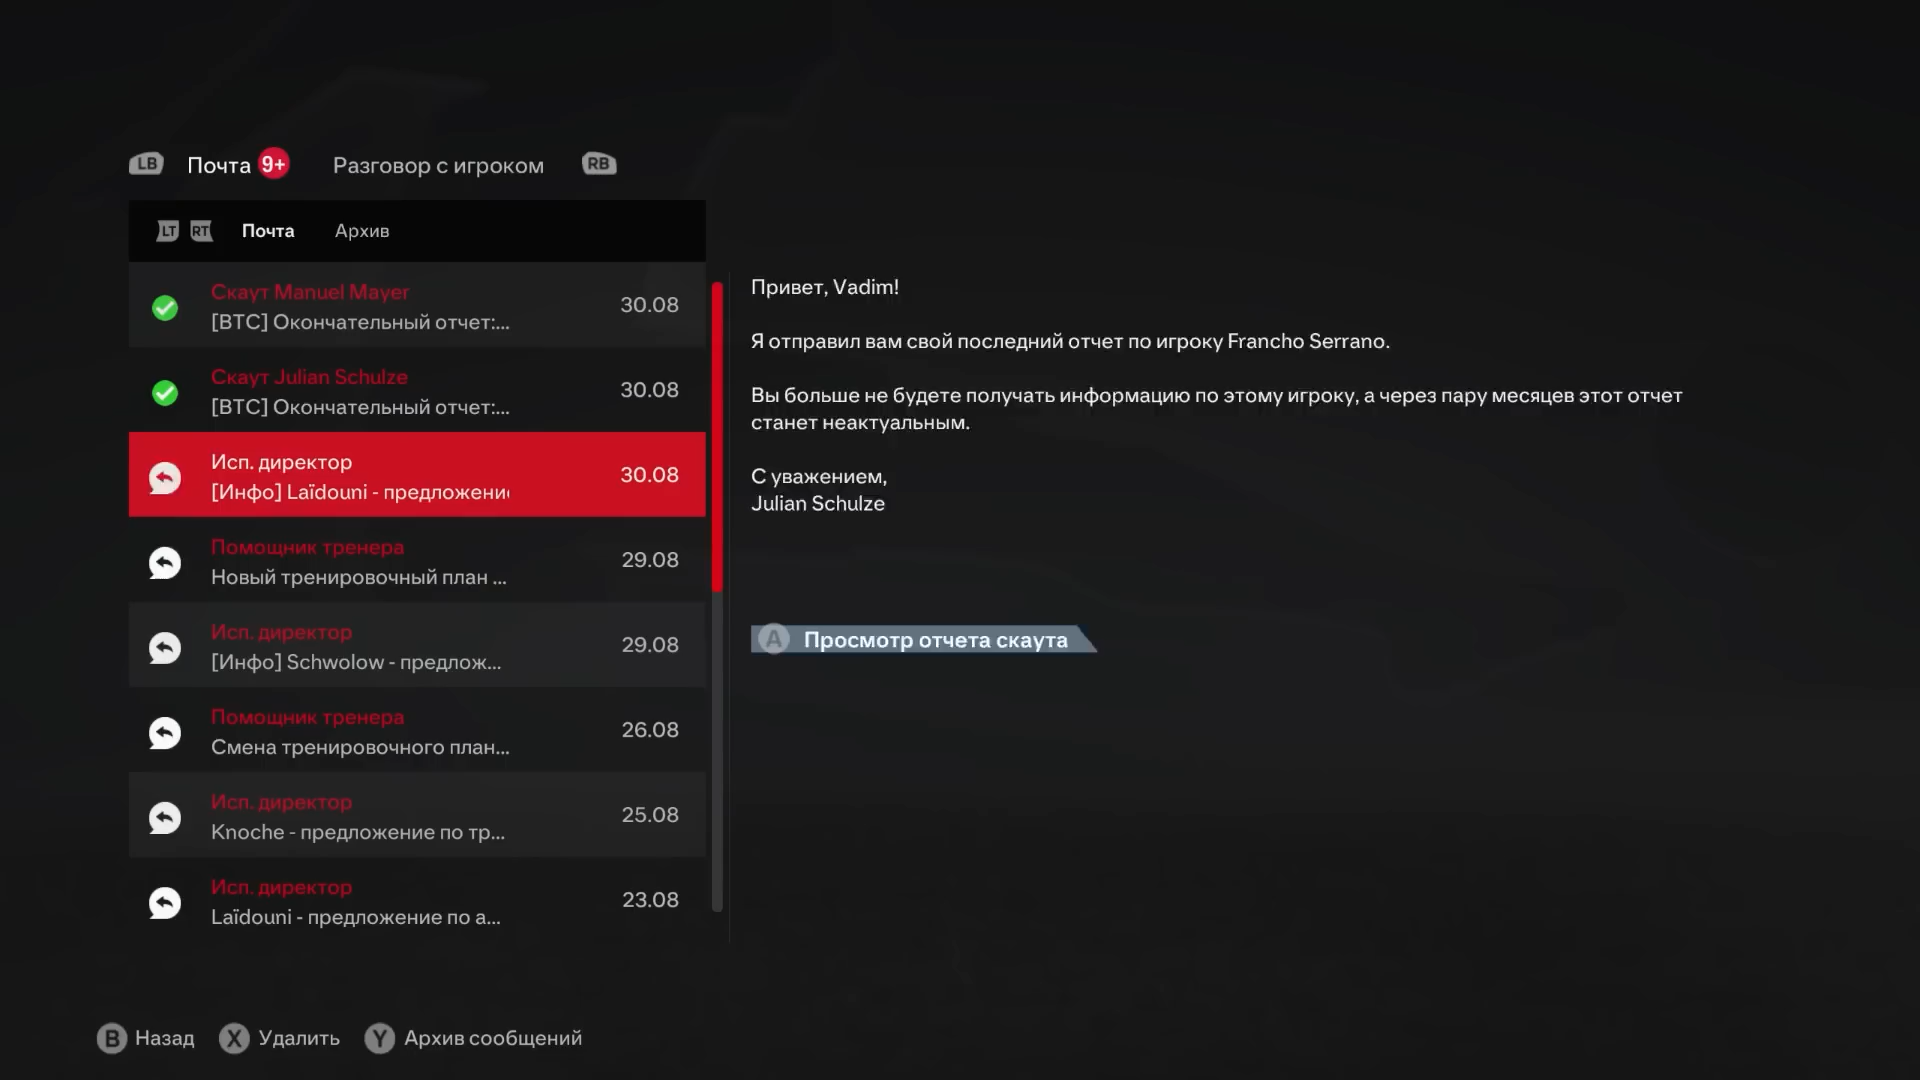 LB Почта 9+ Разговор с игроком RB
LT RT Почта Архив
Скаут Manuel Mayer
[ВТС] Окончательный отчет:...
30.08
Скаут Julian Schulze
[ВТС] Окончательный отчет:...
30.08
Исп. директор
[Инфо] Laïdouni - предложени
30.08
Помощник тренера
Новый тренировочный план ...
29.08
Исп. директор
[Инфо] Schwolow - предлож...
29.08
Помощник тренера
Смена тренировочного план...
26.08
Исп. директор
Knoche - предложение по тр...
25.08
Исп. директор
Laïdouni - предложение по а...
23.08
Привет, Vadim!
Я отправил вам свой последний отчет по игроку Francho Serrano.
Вы больше не будете получать информацию по этому игроку, а через пару месяцев этот отчет
станет неактуальным.
С уважением,
Julian Schulze
A Просмотр отчета скаута
B Назад X Удалить Y Архив сообщений